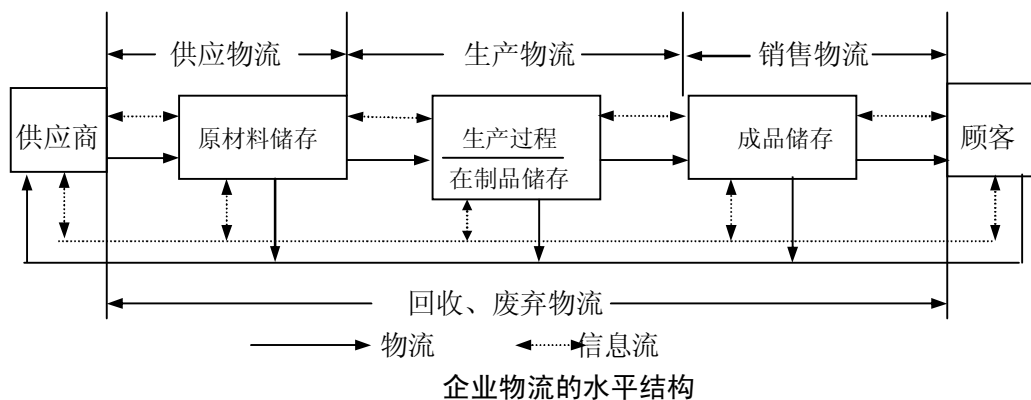 供应物流
生产物流
销售物流
供应商
原材料储存
生产过程
在制品储存
成品储存
顾客
回收、废弃物流
物流
信息流
企业物流的水平结构